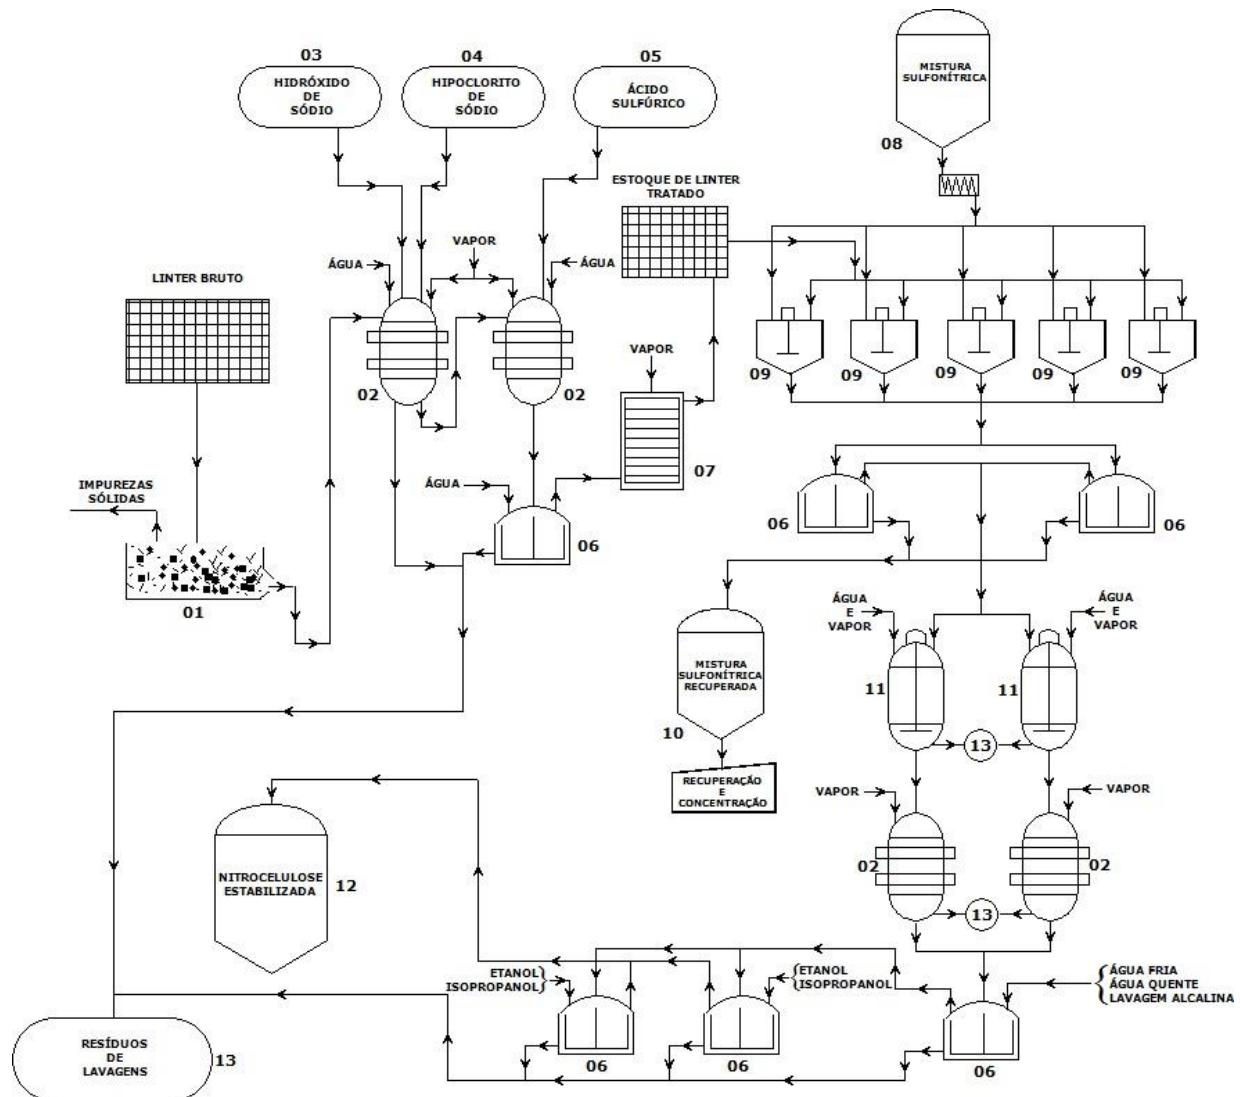 03
04
05
HIDRÓXIDO
DE
SÓDIO
HIPOCLORITO
DE
SÓDIO
ÁCIDO
SULFÚRICO
MISTURA
SULFONÍTRICA
08
ESTOQUE DE LINTER
TRATADO
VAPOR
ÁGUA
ÁGUA
LINTER BRUTO
VAPOR
02
02
09
09
09
09
09
07
IMPUREZAS
SÓLIDAS
ÁGUA
06
06
06
01
ÁGUA
E
VAPOR
ÁGUA
E
VAPOR
MISTURA
SULFONÍTRICA
RECUPERADA
11
11
10
13
RECUPERAÇÃO
E
CONCENTRAÇÃO
VAPOR
VAPOR
02
02
NITROCELULOSE
ESTABILIZADA
12
13
ETANOL
ISOPROPANOL
ETANOL
ISOPROPANOL
ÁGUA FRIA
ÁGUA QUENTE
LAVAGEM ALCALINA
RESÍDUOS
DE
LAVAGENS
13
06
06
06